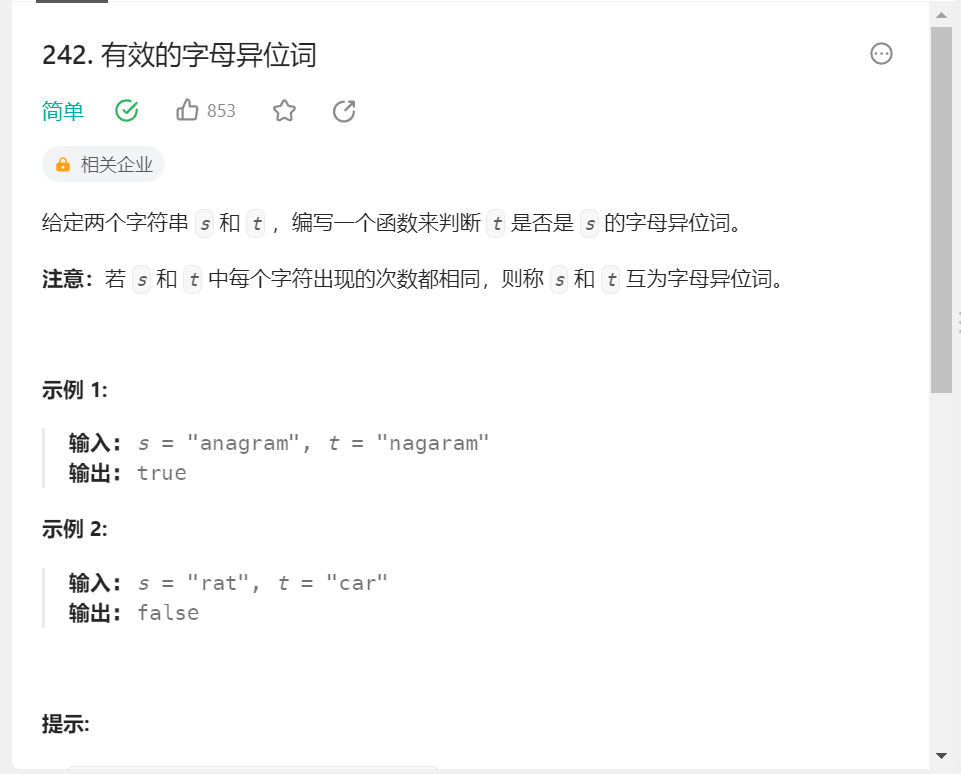 242. 有效的字母异位词
简单 853
相关企业
给定两个字符串 s 和 t ，编写一个函数来判断 t 是否是 s 的字母异位词。
注意：若 s 和 t 中每个字符出现的次数都相同，则称 s 和 t 互为字母异位词。
示例 1:
输入: s = "anagram", t = "nagaram"
输出: true
示例 2:
输入: s = "rat", t = "car"
输出: false
提示: